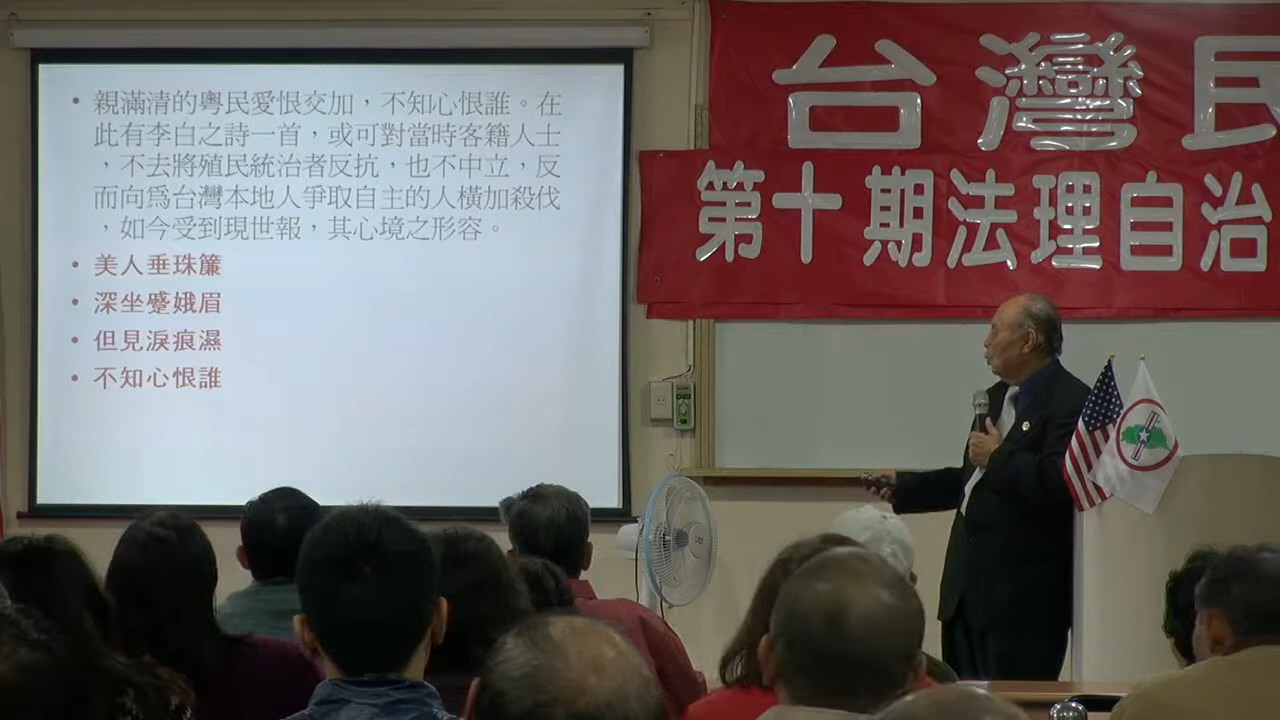 • 親滿清的粵民愛恨交加，不知心恨誰。在
此有李白之詩一首，或可對當時客籍人士
，不去將殖民統治者反抗，也不中立，反
而向為台灣本地人爭取自主的人橫加殺伐
，如今受到現世報，其心境之形容。
• 美人垂珠簾
• 深坐蹙娥眉
• 但見淚痕濕
• 不知心恨誰
台灣民
第十期法理自治